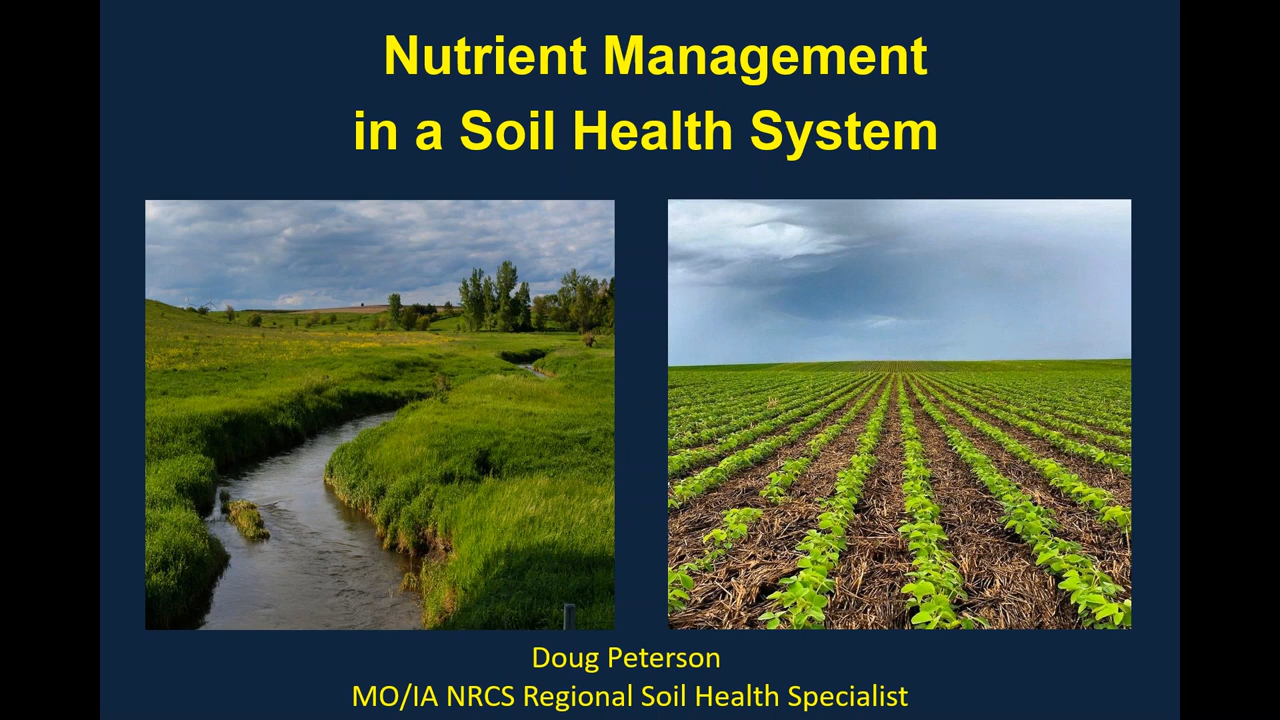 Nutrient Management
in a Soil Health System
Doug Peterson
MO/IA NRCS Regional Soil Health Specialist